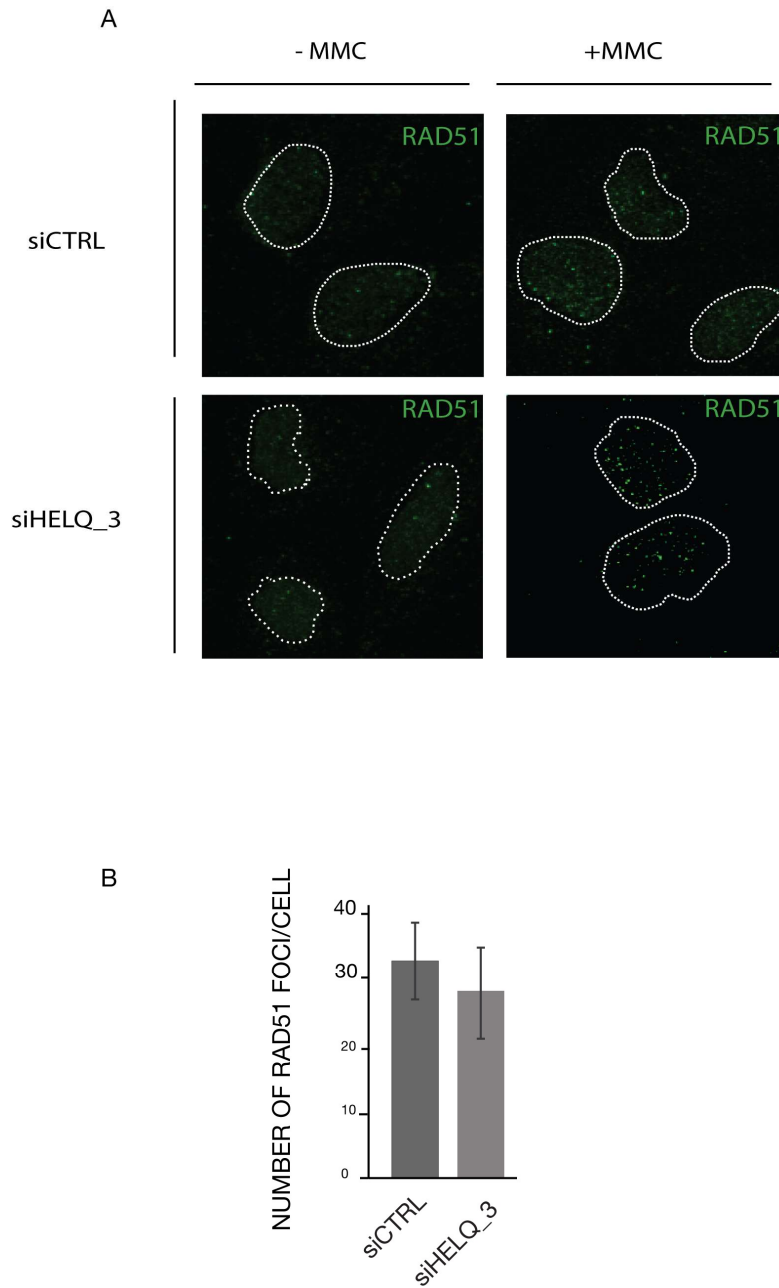 A
- MMC
+MMC
siCTRL
RAD51
RAD51
siHELQ_3
RAD51
RAD51
B
NUMBER OF RAD51 FOCI/CELL
40
30
20
10
0
siCTRL
siHELQ_3